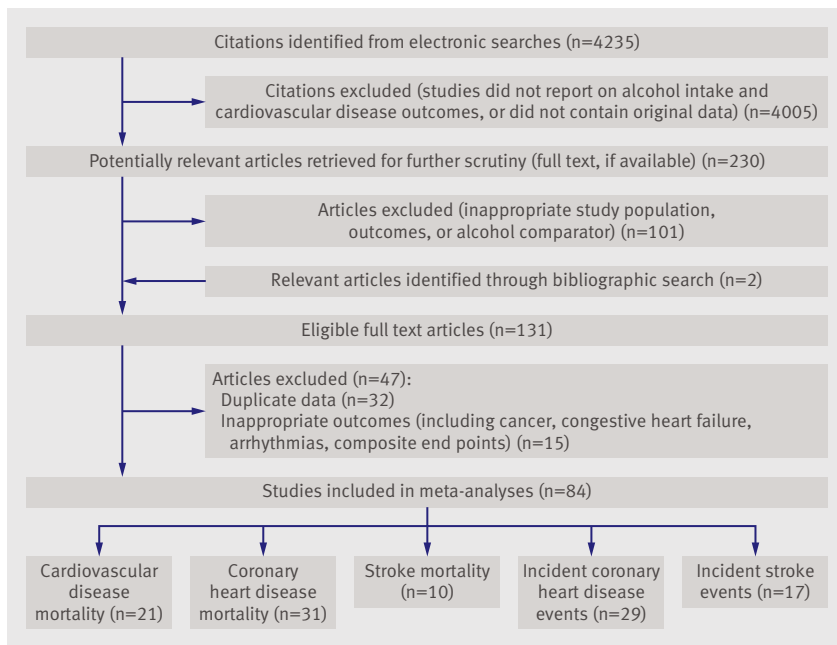 Citations identified from electronic searches (n=4235)
Citations excluded (studies did not report on alcohol intake and
cardiovascular disease outcomes, or did not contain original data) (n=4005)
Potentially relevant articles retrieved for further scrutiny (full text, if available) (n=230)
Articles excluded (inappropriate study population,
outcomes, or alcohol comparator) (n=101)
Relevant articles identified through bibliographic search (n=2)
Eligible full text articles (n=131)
Articles excluded (n=47):
Duplicate data (n=32)
Inappropriate outcomes (including cancer, congestive heart failure,
arrhythmias, composite end points) (n=15)
Studies included in meta-analyses (n=84)
Cardiovascular
disease
mortality (n=21)
Coronary
heart disease
mortality (n=31)
Stroke mortality
(n=10)
Incident coronary
heart disease
events (n=29)
Incident stroke
events (n=17)